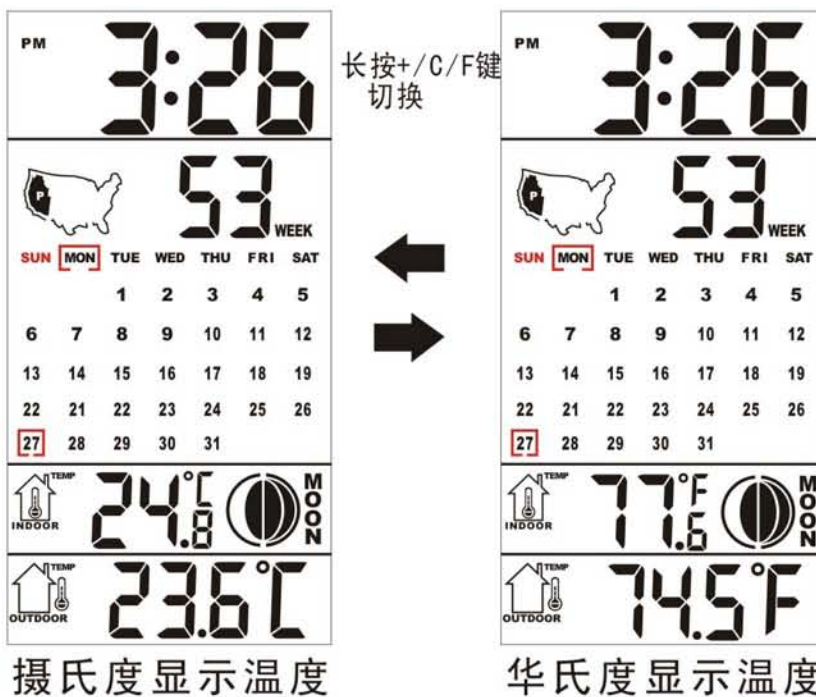 PM 3:26
P
53 WEEK
SUN MON TUE WED THU FRI SAT
1 2 3 4 5
6 7 8 9 10 11 12
13 14 15 16 17 18 19
22 21 22 23 24 25 26
27 28 29 30 31
TEMP
INDOOR
24.8°C
MOON
TEMP
OUTDOOR
23.6°C
摄氏度显示温度
长按+/C/F键
切换
PM 3:26
P
53 WEEK
SUN MON TUE WED THU FRI SAT
1 2 3 4 5
6 7 8 9 10 11 12
13 14 15 16 17 18 19
22 21 22 23 24 25 26
27 28 29 30 31
TEMP
INDOOR
77.6°F
MOON
TEMP
OUTDOOR
74.5°F
华氏度显示温度